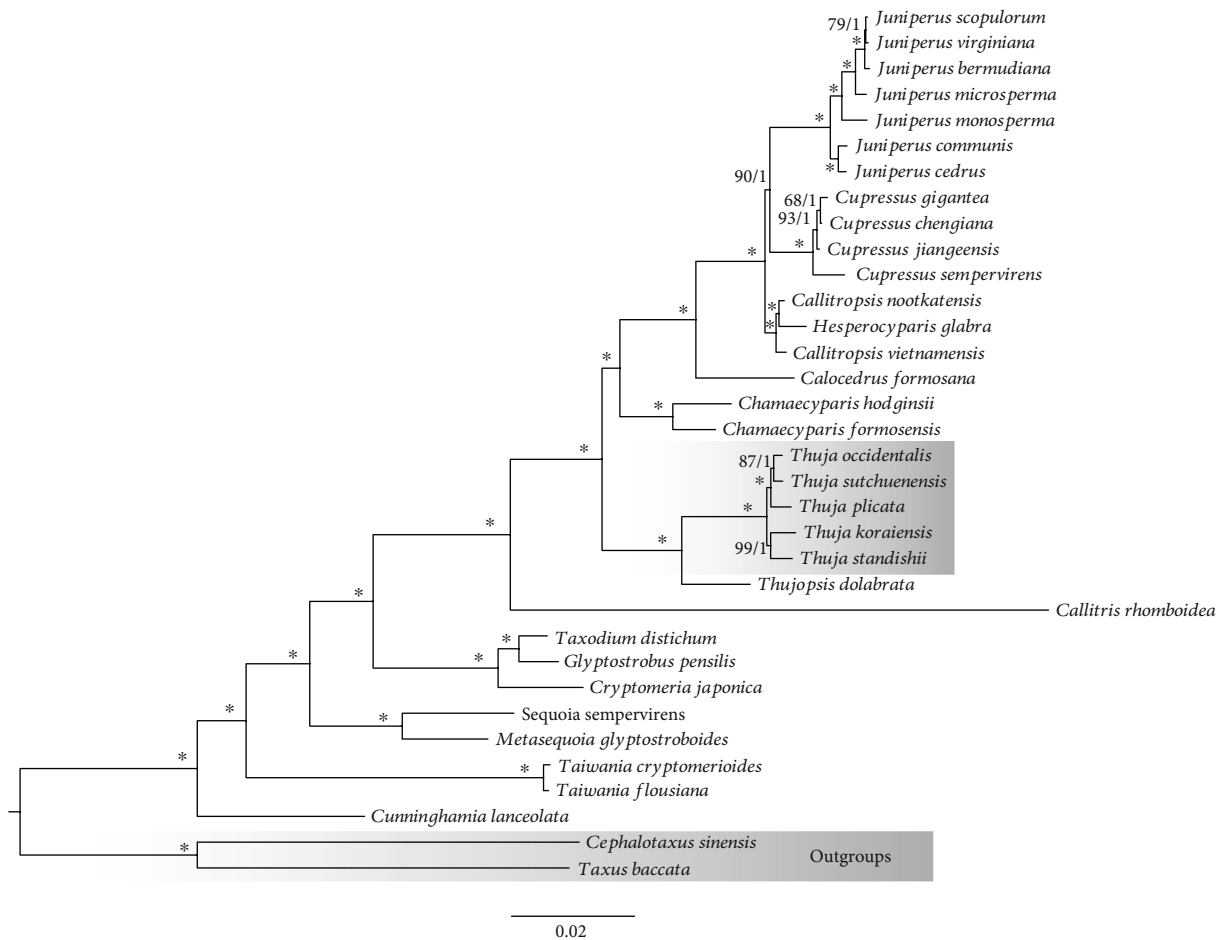 79/1
Juniperus scopulorum
*
Juniperus virginiana
*
Juniperus bermudiana
*
Juniperus microsperma
*
Juniperus monosperma
Juniperus communis
*
Juniperus cedrus
90/1
68/1
Cupressus gigantea
93/1
Cupressus chengiana
*
Cupressus jiangeensis
*
Cupressus sempervirens
*
Callitropsis nootkatensis
*
Hesperocyparis glabra
*
Callitropsis vietnamensis
*
Calocedrus formosana
*
Chamaecyparis hodginsii
Chamaecyparis formosensis
*
87/1
Thuja occidentalis
*
Thuja sutchuenensis
*
Thuja plicata
*
Thuja koraiensis
99/1
Thuja standishii
*
Thujopsis dolabrata
*
Callitris rhomboidea
*
Taxodium distichum
*
Glyptostrobus pensilis
*
Cryptomeria japonica
*
Sequoia sempervirens
*
Metasequoia glyptostroboides
*
Taiwania cryptomerioides
Taiwania flousiana
*
Cunninghamia lanceolata
*
Cephalotaxus sinensis
Outgroups
Taxus baccata
0.02